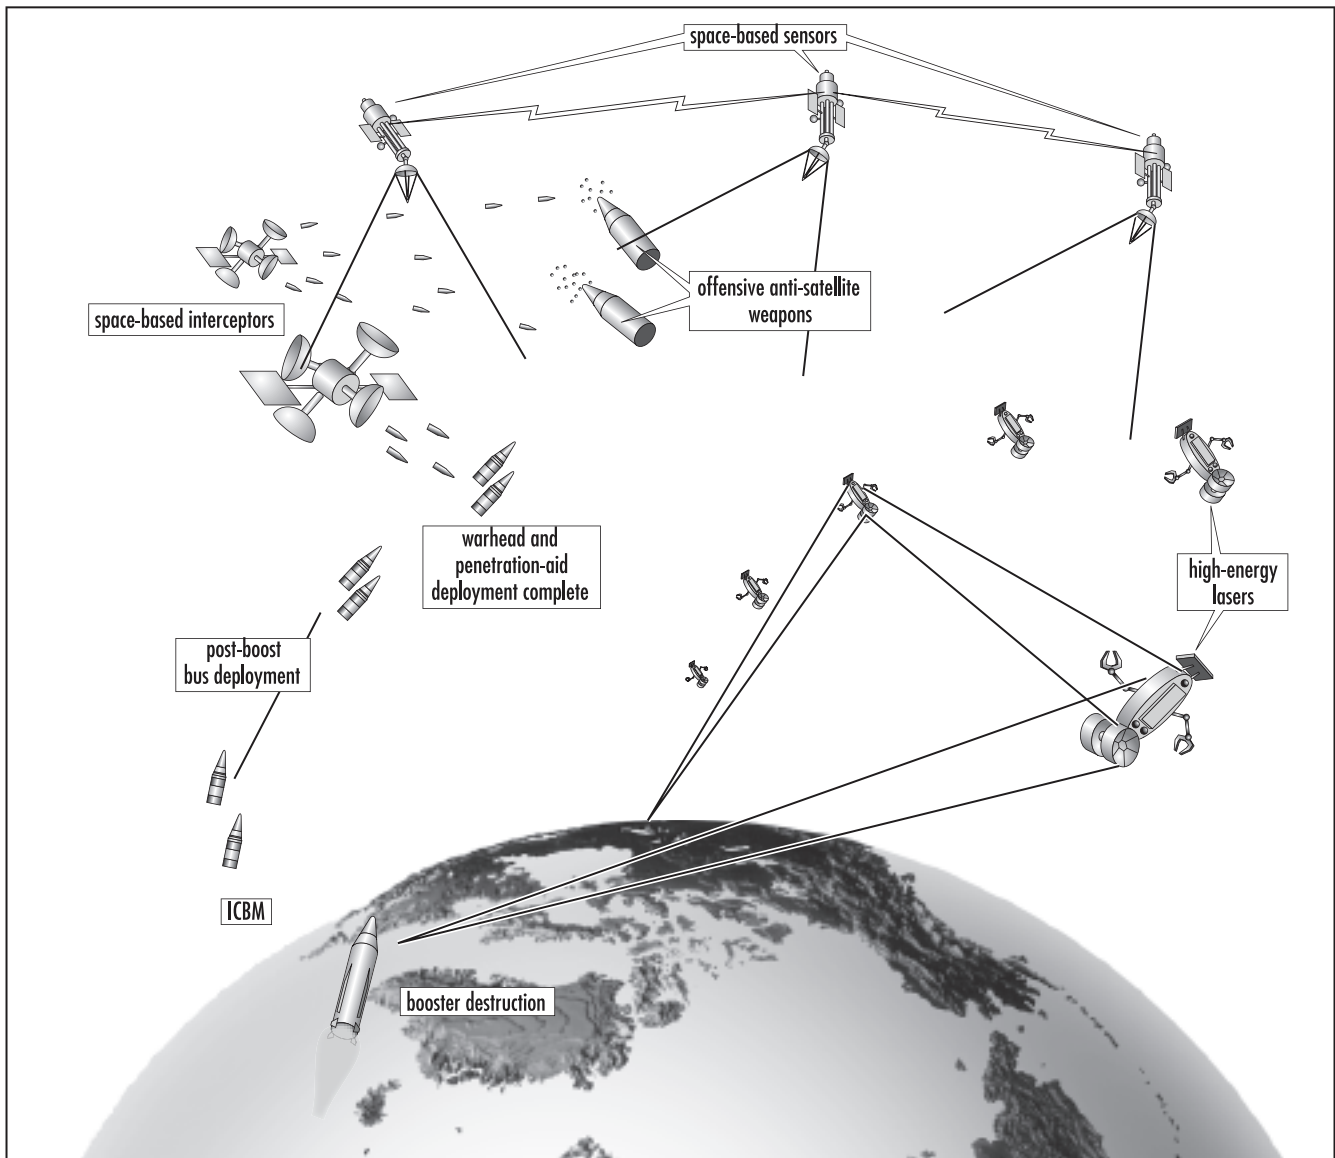 space-based sensors
offensive anti-satellite
weapons
space-based interceptors
warhead and
penetration-aid
deployment complete
high-energy
lasers
post-boost
bus deployment
ICBM
booster destruction